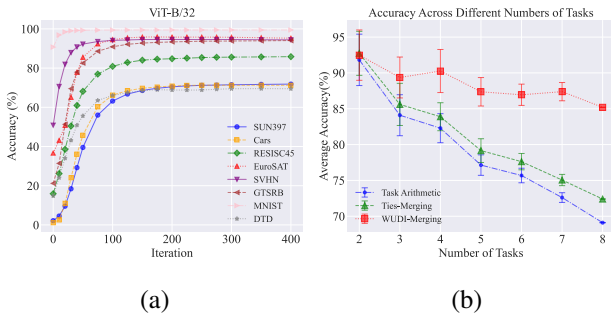 ViT-B/32
Accuracy (%)
100
80
60
40
20
0
0
100
200
300
400
Iteration
SUN397
Cars
RESISC45
EuroSAT
SVHN
GTSRB
MNIST
DTD
(a)
Accuracy Across Different Numbers of Tasks
Average Accuracy(%)
95
90
85
80
75
70
2
3
4
5
6
7
8
Number of Tasks
Task Arithmetic
Ties-Merging
WUDI-Merging
(b)